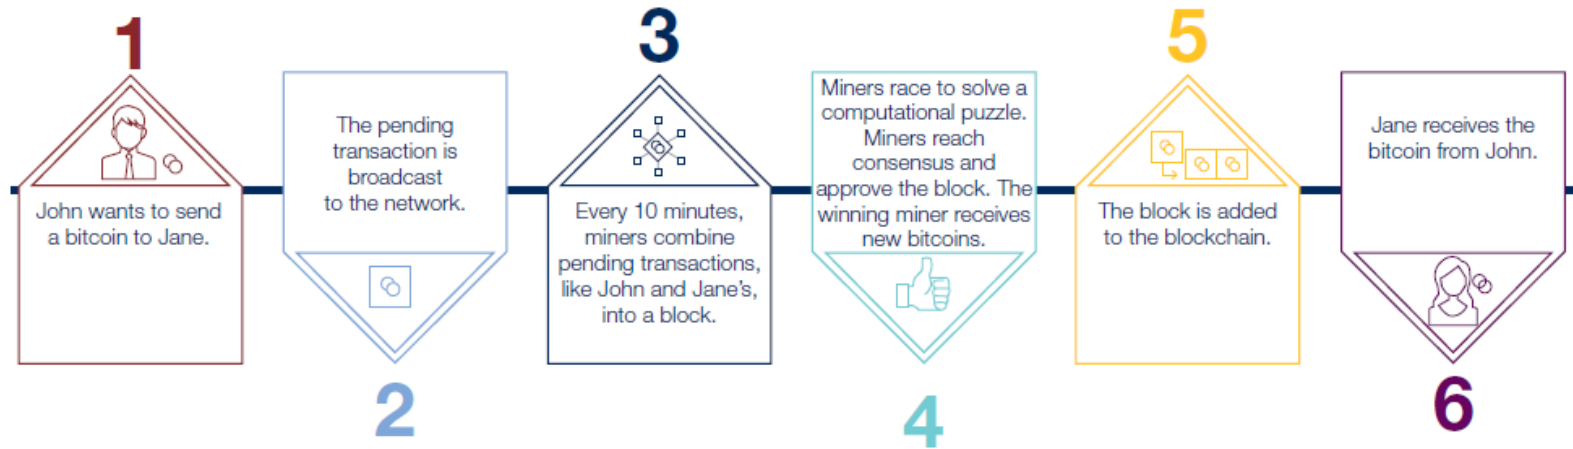 1
John wants to send
a bitcoin to Jane.
2
The pending
transaction is
broadcast
to the network.
3
Every 10 minutes,
miners combine
pending transactions,
like John and Jane's,
into a block.
4
Miners race to solve a
computational puzzle.
Miners reach
consensus and
approve the block. The
winning miner receives
new bitcoins.
5
The block is added
to the blockchain.
6
Jane receives the
bitcoin from John.